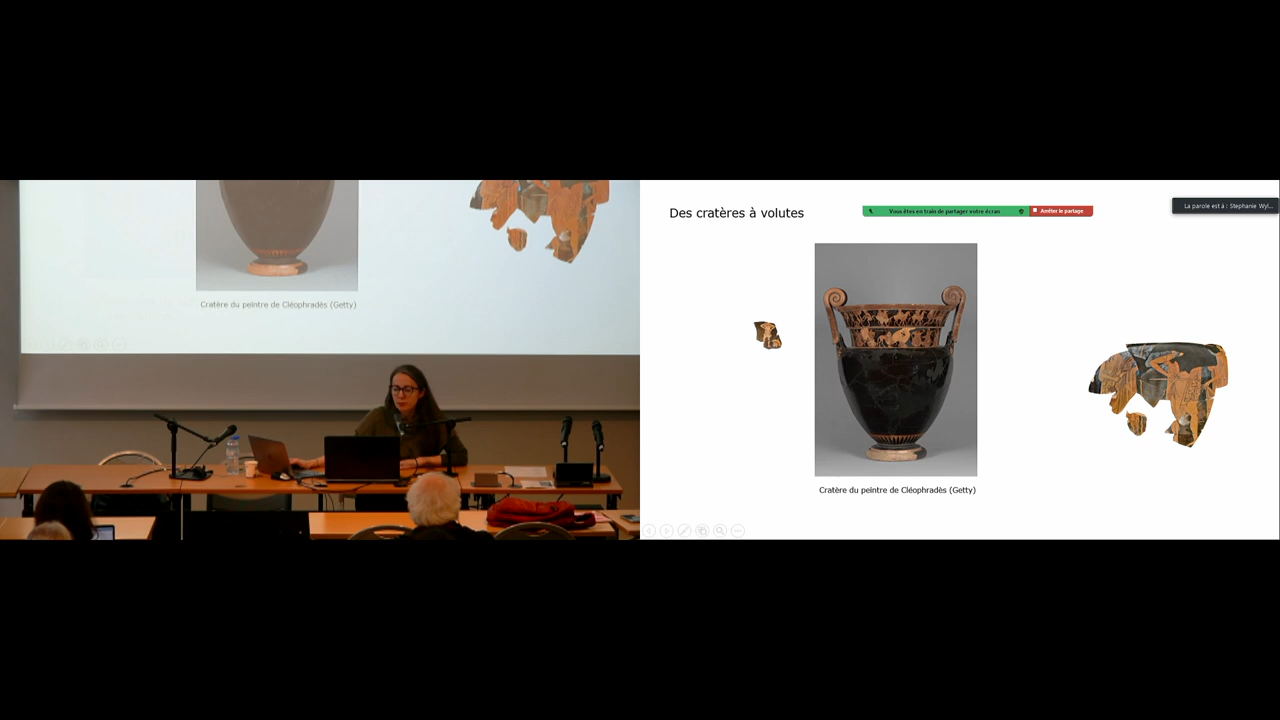 Cratère du peintre de Cléophradès (Getty)
Des cratères à volutes
Vous êtes en train de partager votre écran
Arrêter le partage
La parole est à : Stephanie Wyl...
Cratère du peintre de Cléophradès (Getty)